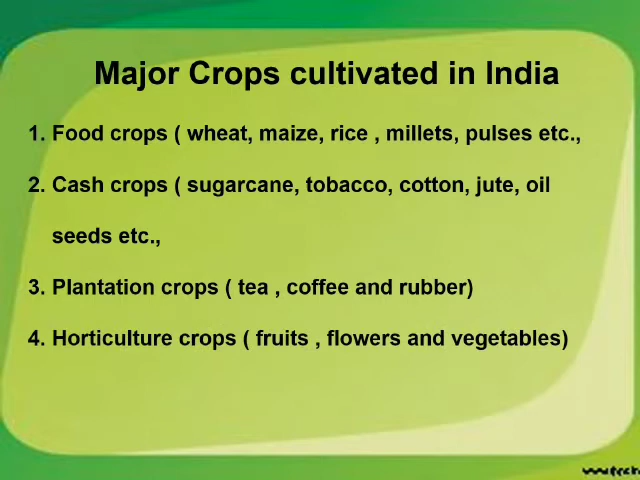 Major Crops cultivated in India
1. Food crops ( wheat, maize, rice , millets, pulses etc.,
2. Cash crops ( sugarcane, tobacco, cotton, jute, oil
seeds etc.,
3. Plantation crops ( tea , coffee and rubber)
4. Horticulture crops ( fruits , flowers and vegetables)